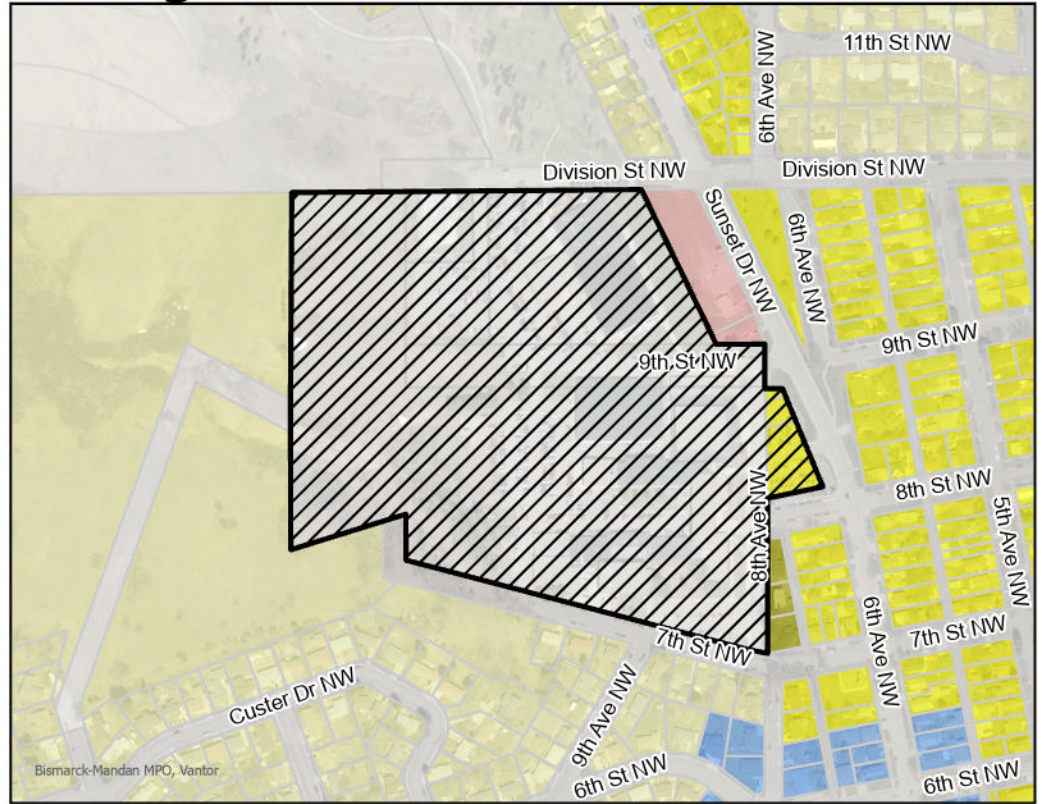 11th St NW
6th Ave NW
Division St NW
Division St NW
Sunset Dr NW
6th Ave NW
9th St NW
9th St NW
8th St NW
8th Ave NW
5th Ave NW
6th Ave NW
7th St NW
7th St NW
Custer Dr NW
9th Ave NW
6th St NW
6th St NW
Bismarck-Mandan MPO, Vantor